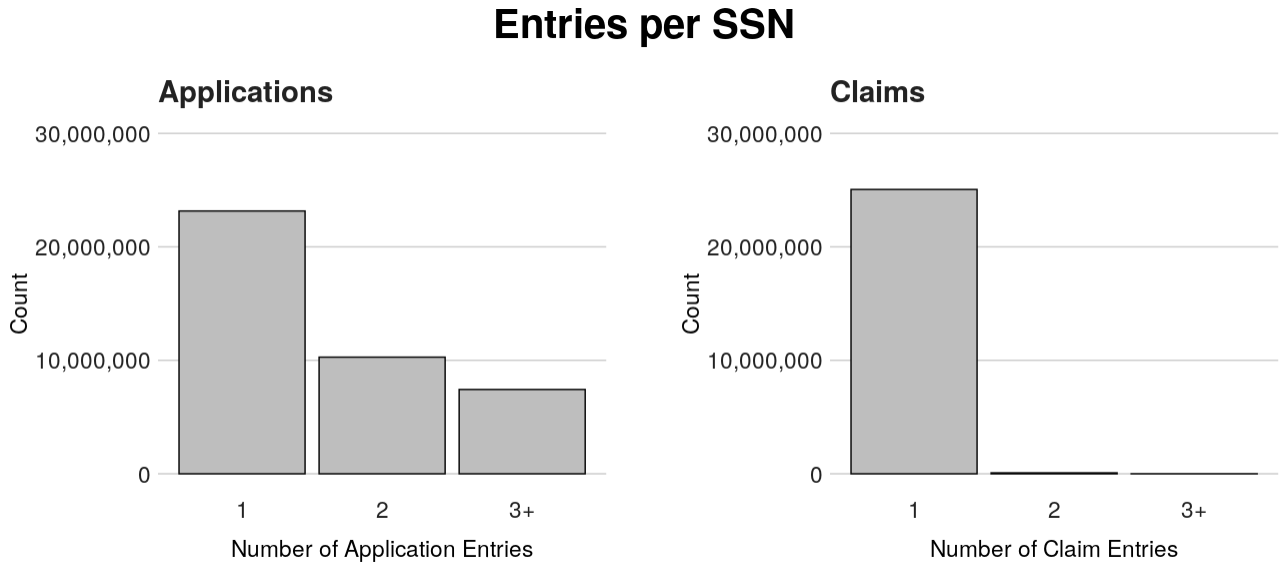 Entries per SSN
Applications
30,000,000
20,000,000
10,000,000
0
Count
1 2 3+
Number of Application Entries
Claims
30,000,000
20,000,000
10,000,000
0
Count
1 2 3+
Number of Claim Entries